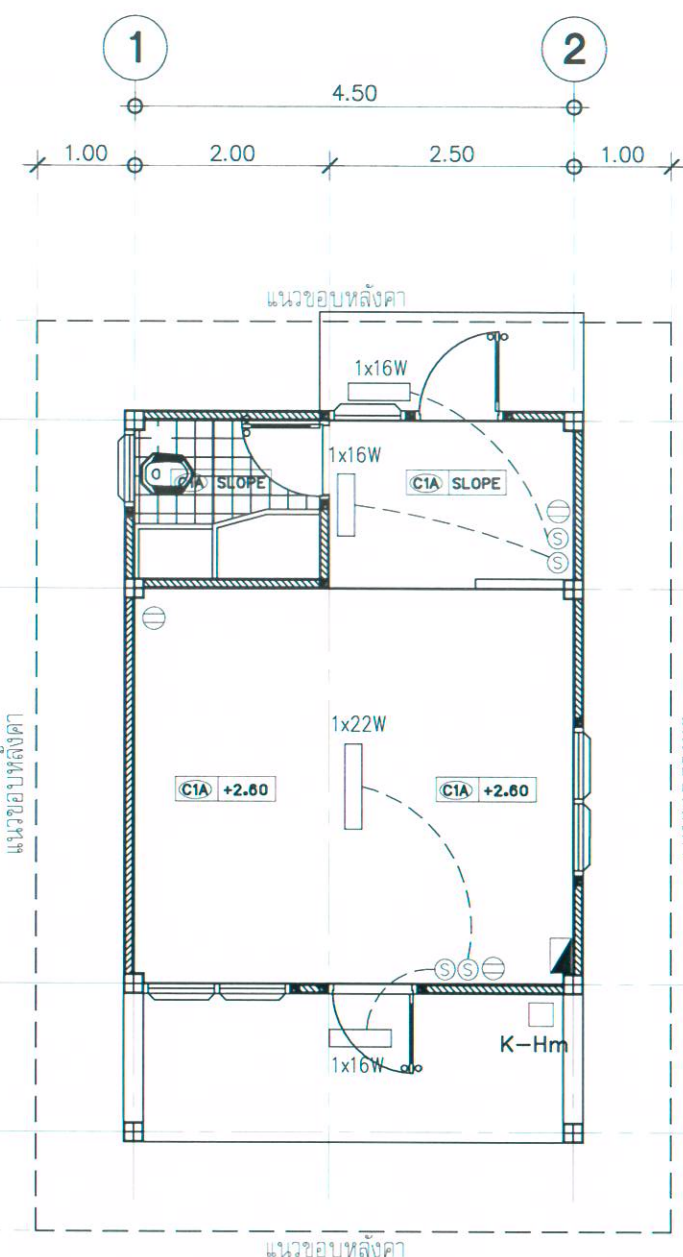 1 2
4.50
1.00 2.00 2.50 1.00
แนวขอบหลังคา
1x16W
1x16W
C1A SLOPE
C1A SLOPE
S
S
1x22W
แนวขอบหลังคา
C1A +2.60
C1A +2.60
S S
K-Hm
1x16W
แนวขอบหลังคา